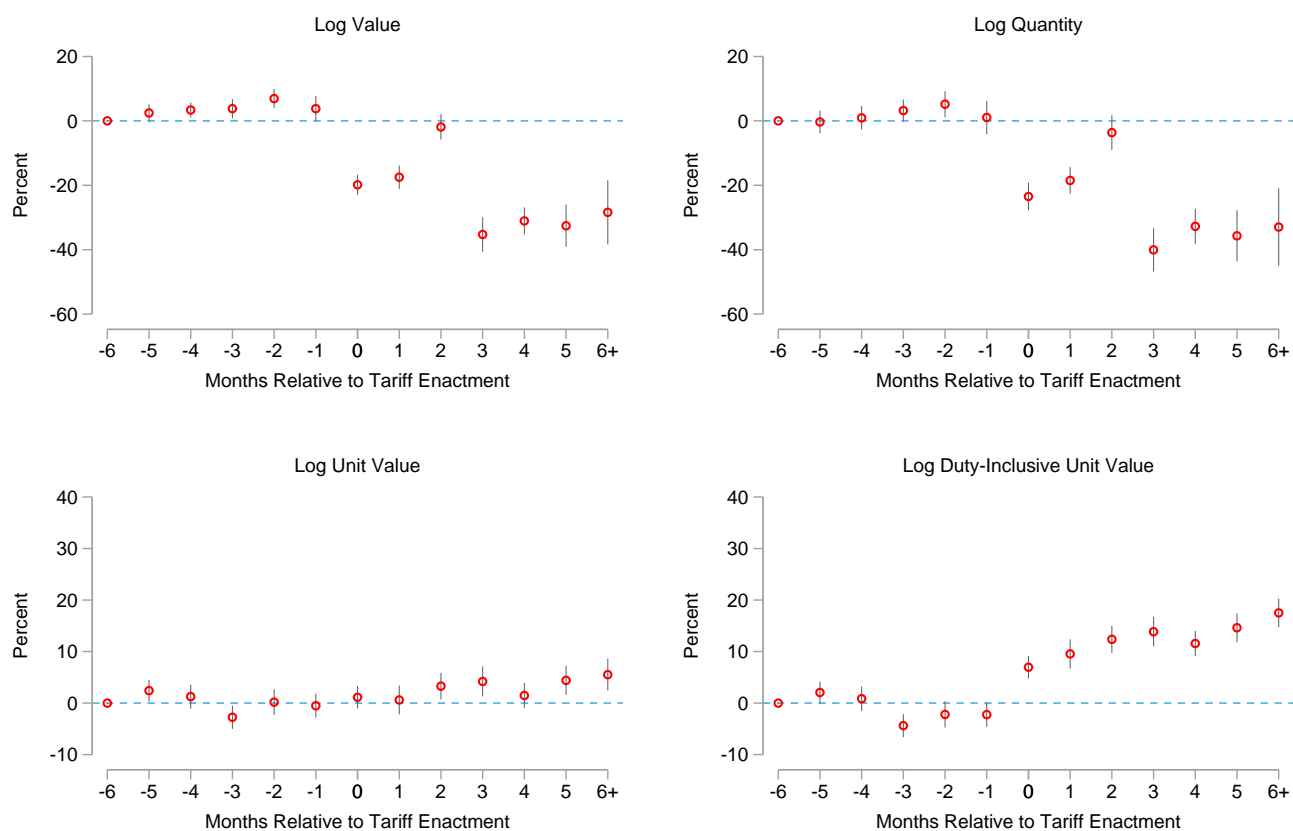 Log Value
20
0
-20
-40
-60
Percent
-6 -5 -4 -3 -2 -1 0 1 2 3 4 5 6+
Months Relative to Tariff Enactment
Log Quantity
20
0
-20
-40
-60
Percent
-6 -5 -4 -3 -2 -1 0 1 2 3 4 5 6+
Months Relative to Tariff Enactment
Log Unit Value
40
30
20
10
0
-10
Percent
-6 -5 -4 -3 -2 -1 0 1 2 3 4 5 6+
Months Relative to Tariff Enactment
Log Duty-Inclusive Unit Value
40
30
20
10
0
-10
Percent
-6 -5 -4 -3 -2 -1 0 1 2 3 4 5 6+
Months Relative to Tariff Enactment